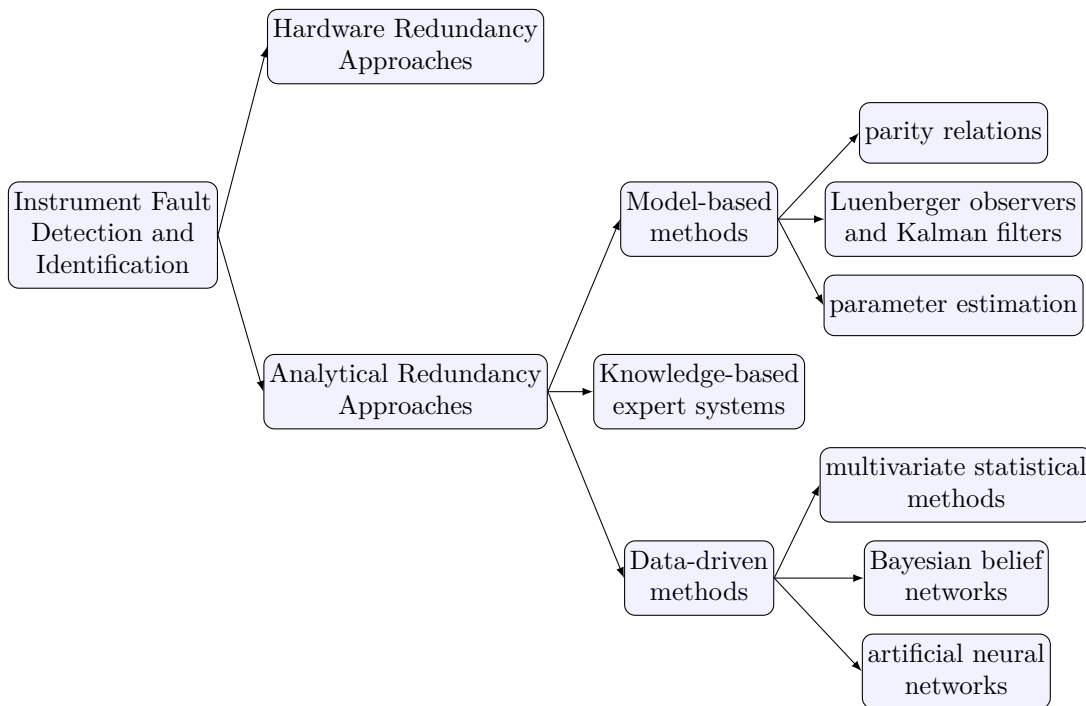 Hardware Redundancy
Approaches
Instrument Fault
Detection and
Identification
Analytical Redundancy
Approaches
Model-based
methods
parity relations
Luenberger observers
and Kalman filters
parameter estimation
Knowledge-based
expert systems
Data-driven
methods
multivariate statistical
methods
Bayesian belief
networks
artificial neural
networks